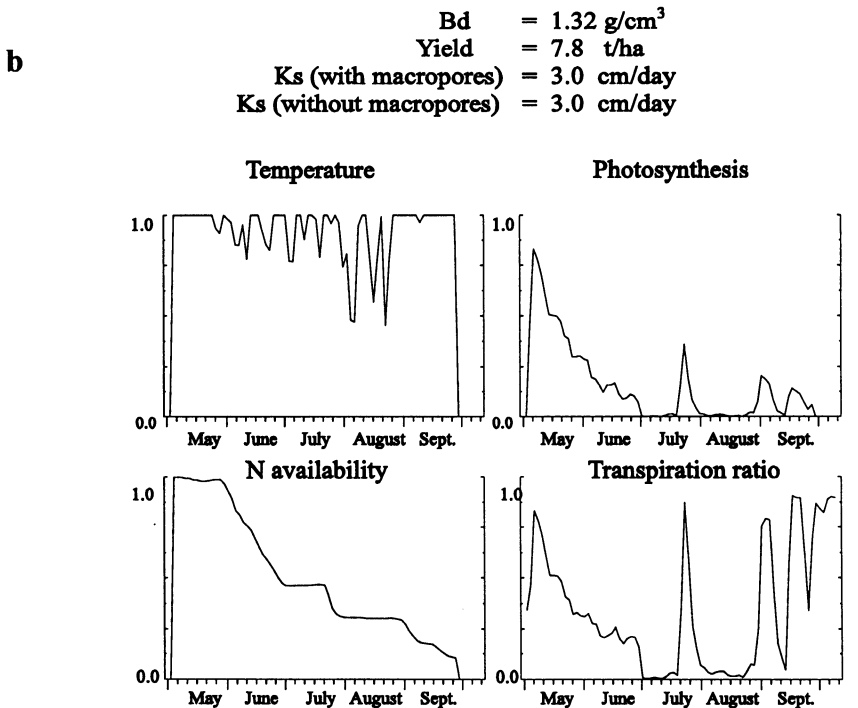 b
Bd = 1.32 g/cm³
Yield = 7.8 t/ha
Ks (with macropores) = 3.0 cm/day
Ks (without macropores) = 3.0 cm/day
Temperature
Photosynthesis
1.0
0.0
May June July August Sept.
1.0
0.0
May June July August Sept.
N availability
Transpiration ratio
1.0
0.0
May June July August Sept.
1.0
0.0
May June July August Sept.